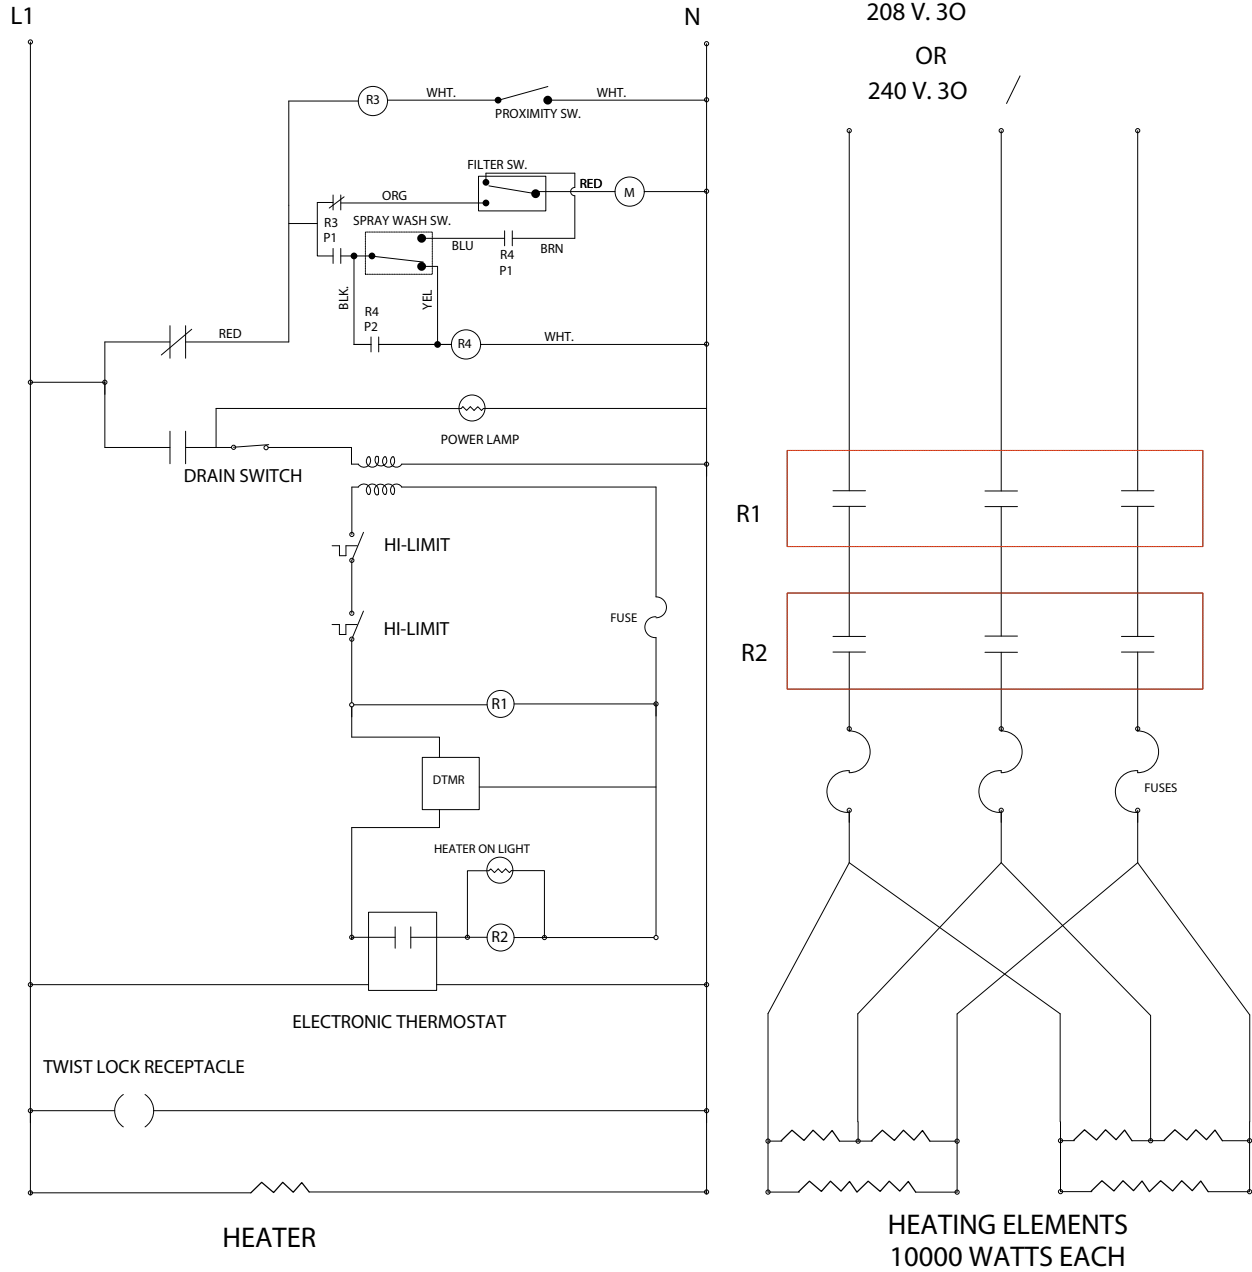 L1
N
208 V. 3O
OR
240 V. 3O
R3
WHT.
WHT.
PROXIMITY SW.
FILTER SW.
ORG
RED
M
R3
P1
SPRAY WASH SW.
BLU
R4
P1
BRN
BLK.
YEL
R4
P2
R4
WHT.
RED
POWER LAMP
DRAIN SWITCH
HI-LIMIT
HI-LIMIT
FUSE
R1
R2
R1
DTMR
FUSES
HEATER ON LIGHT
R2
ELECTRONIC THERMOSTAT
TWIST LOCK RECEPTACLE
HEATER
HEATING ELEMENTS
10000 WATTS EACH